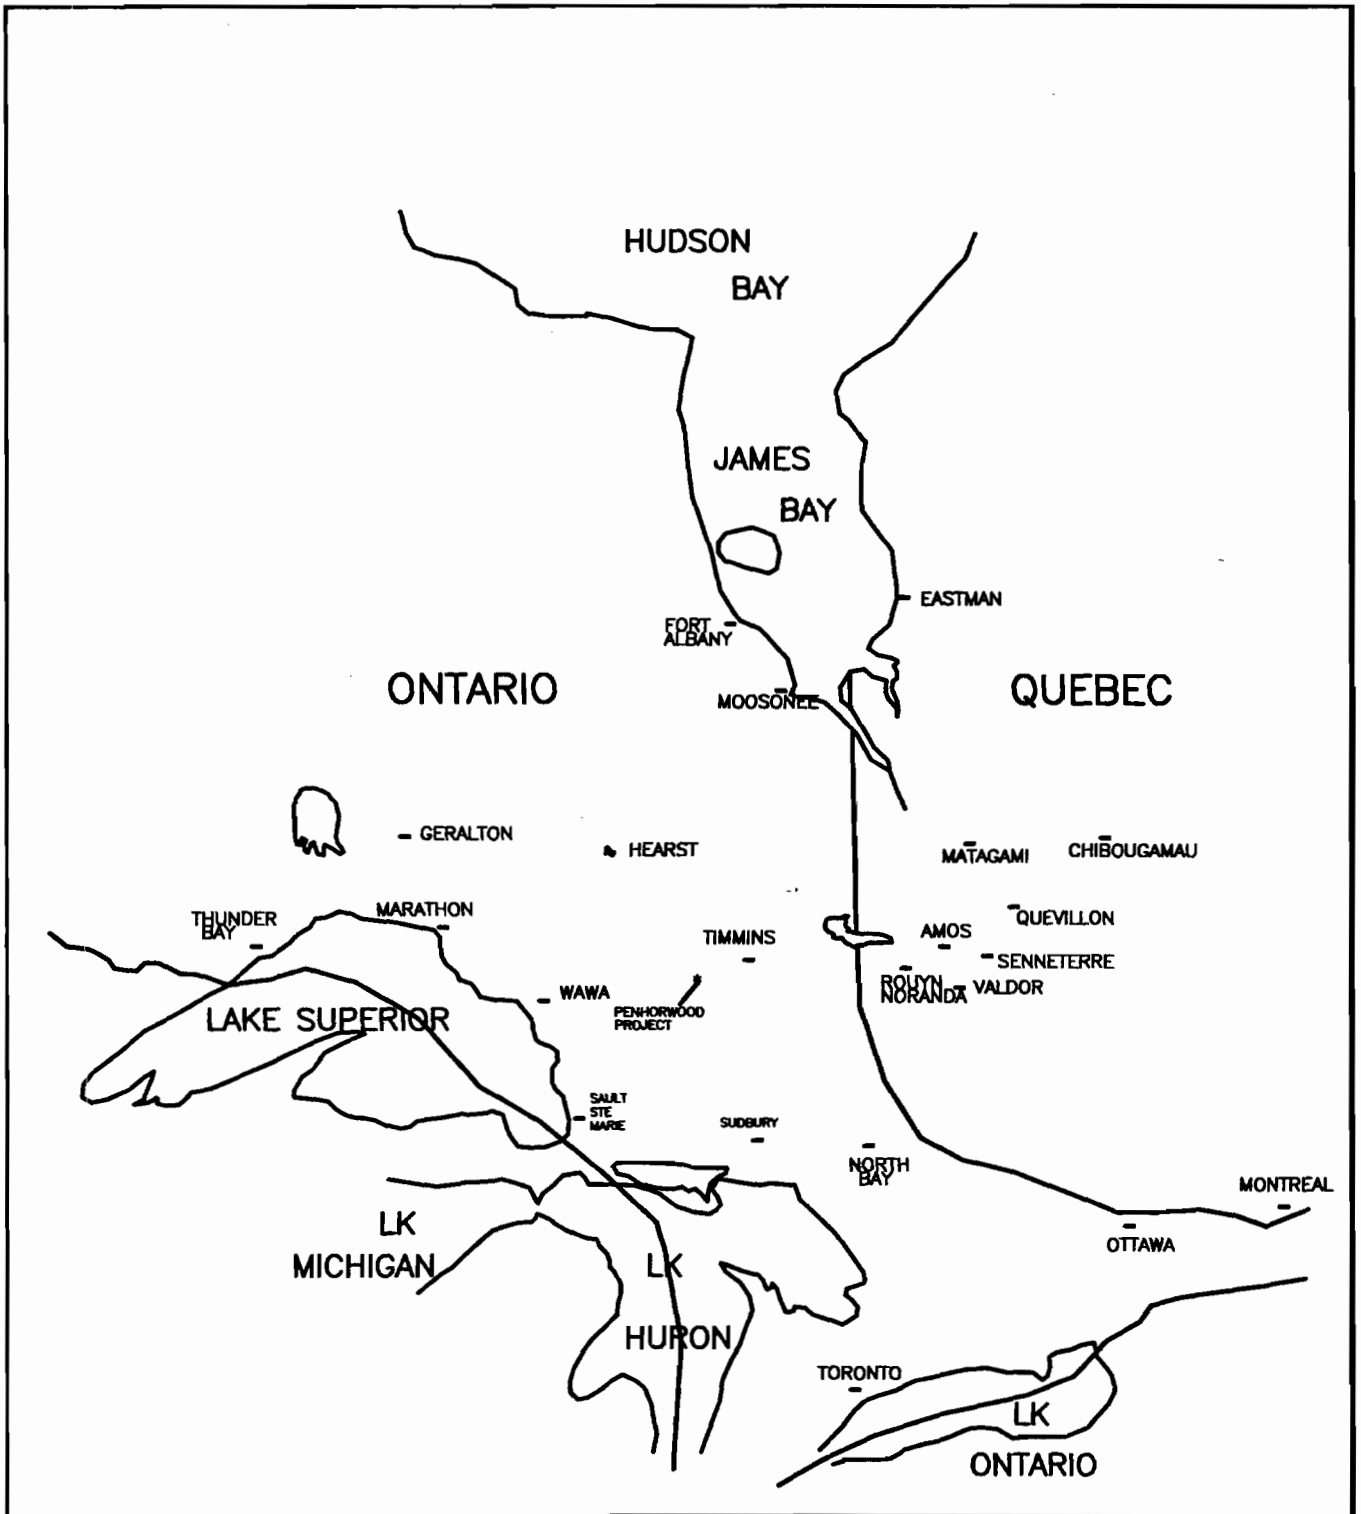 HUDSON
BAY
JAMES
BAY
EASTMAN
FORT
ALBANY
ONTARIO
QUEBEC
MOOSONEE
GERALTON
HEARST
MATAGAMI
CHIBOUGAMAU
THUNDER
BAY
MARATHON
QUEVILLON
TIMMINS
AMOS
SENNETERRE
ROUYN
NORANDA
VALDOR
WAWA
PENHORWOOD
PROJECT
LAKE SUPERIOR
SAULT
STE
MARIE
SUDBURY
NORTH
BAY
MONTREAL
OTTAWA
LK
MICHIGAN
LK
HURON
TORONTO
LK
ONTARIO